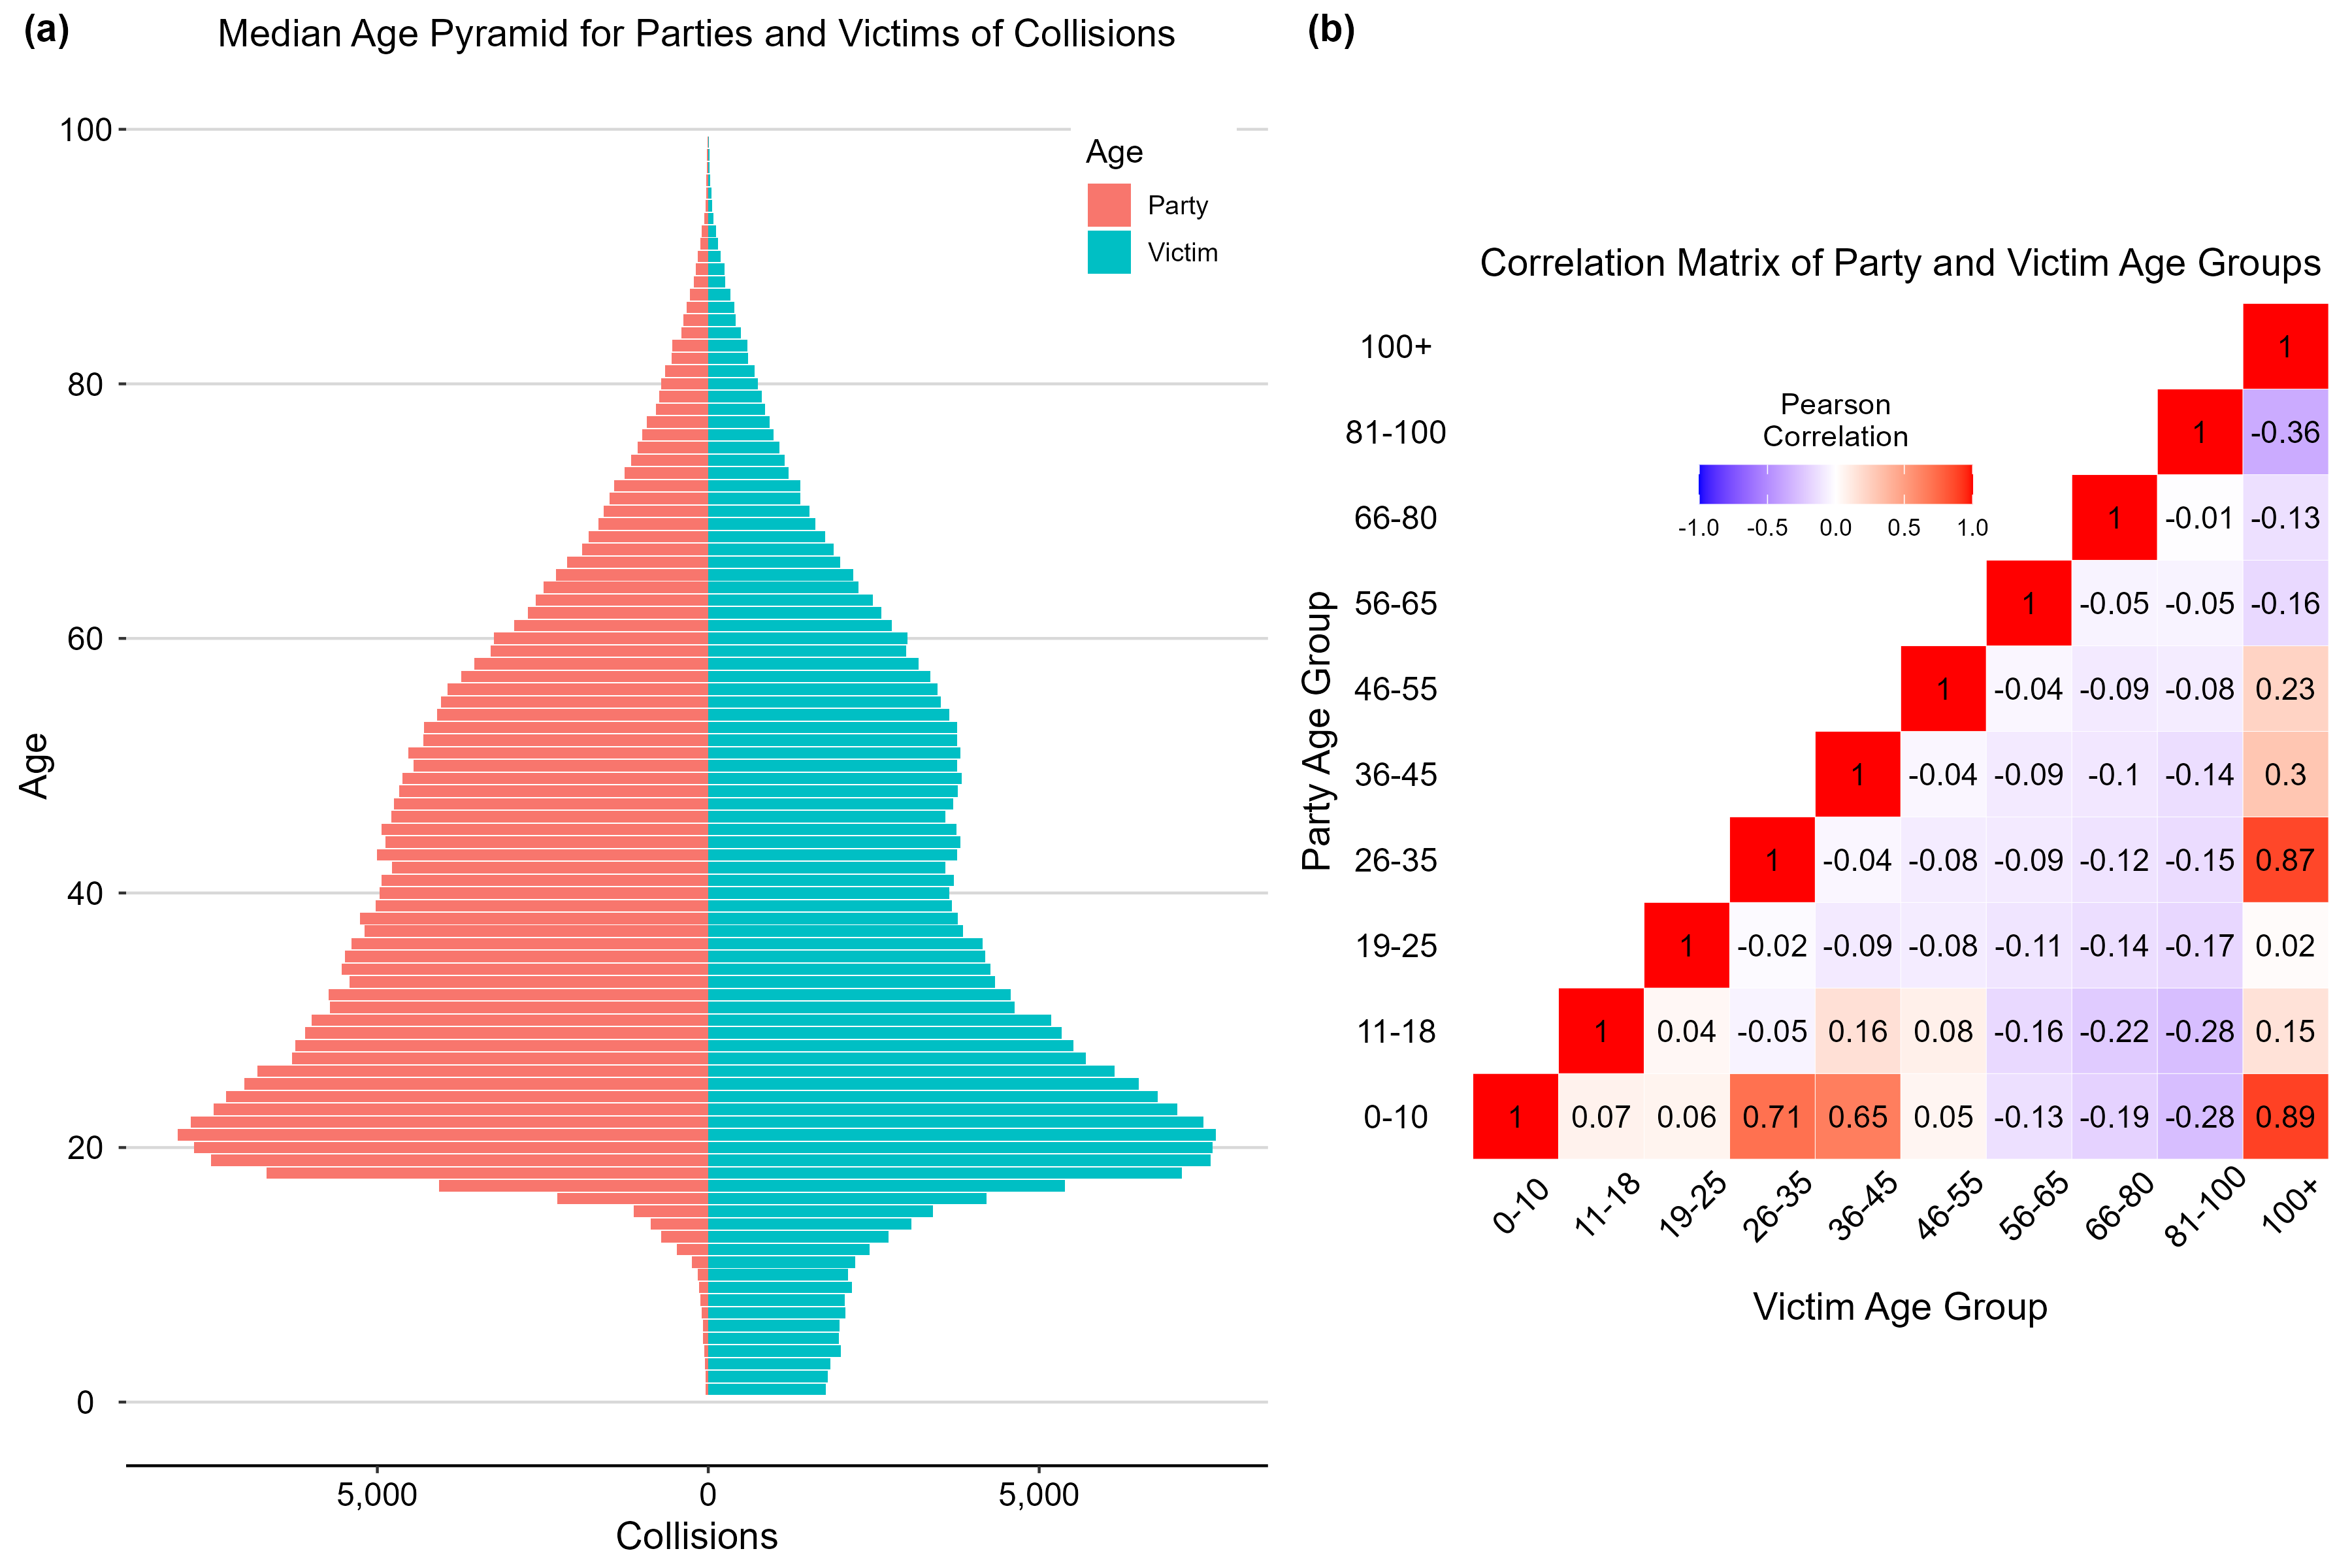 (a)
Median Age Pyramid for Parties and Victims of Collisions
100
80
60
40
20
0
Age
5,000 0 5,000
Collisions
Age
Party
Victim
(b)
Correlation Matrix of Party and Victim Age Groups
Pearson
Correlation
-1.0 -0.5 0.0 0.5 1.0
Party Age Group
100+ 1
81-100 1 -0.36
66-80 1 -0.01 -0.13
56-65 1 -0.05 -0.05 -0.16
46-55 1 -0.04 -0.09 -0.08 0.23
36-45 1 -0.04 -0.09 -0.1 -0.14 0.3
26-35 1 -0.04 -0.08 -0.09 -0.12 -0.15 0.87
19-25 1 -0.02 -0.09 -0.08 -0.11 -0.14 -0.17 0.02
11-18 1 0.04 -0.05 0.16 0.08 -0.16 -0.22 -0.28 0.15
0-10 1 0.07 0.06 0.71 0.65 0.05 -0.13 -0.19 -0.28 0.89
0-10 11-18 19-25 26-35 36-45 46-55 56-65 66-80 81-100 100+
Victim Age Group